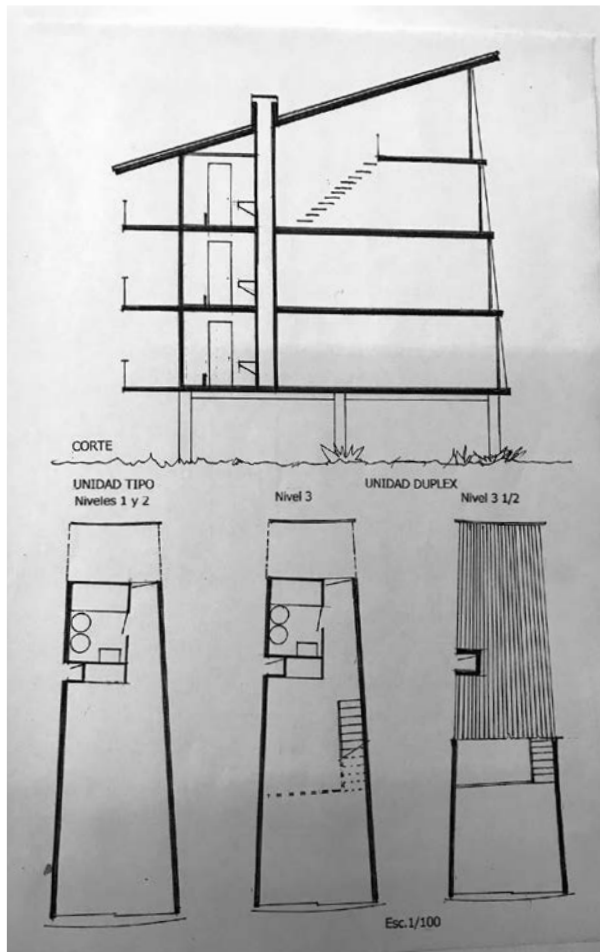 CORTE
UNIDAD TIPO
Niveles 1 y 2
Nivel 3
UNIDAD DUPLEX
Nivel 3 1/2
Esc.1/100